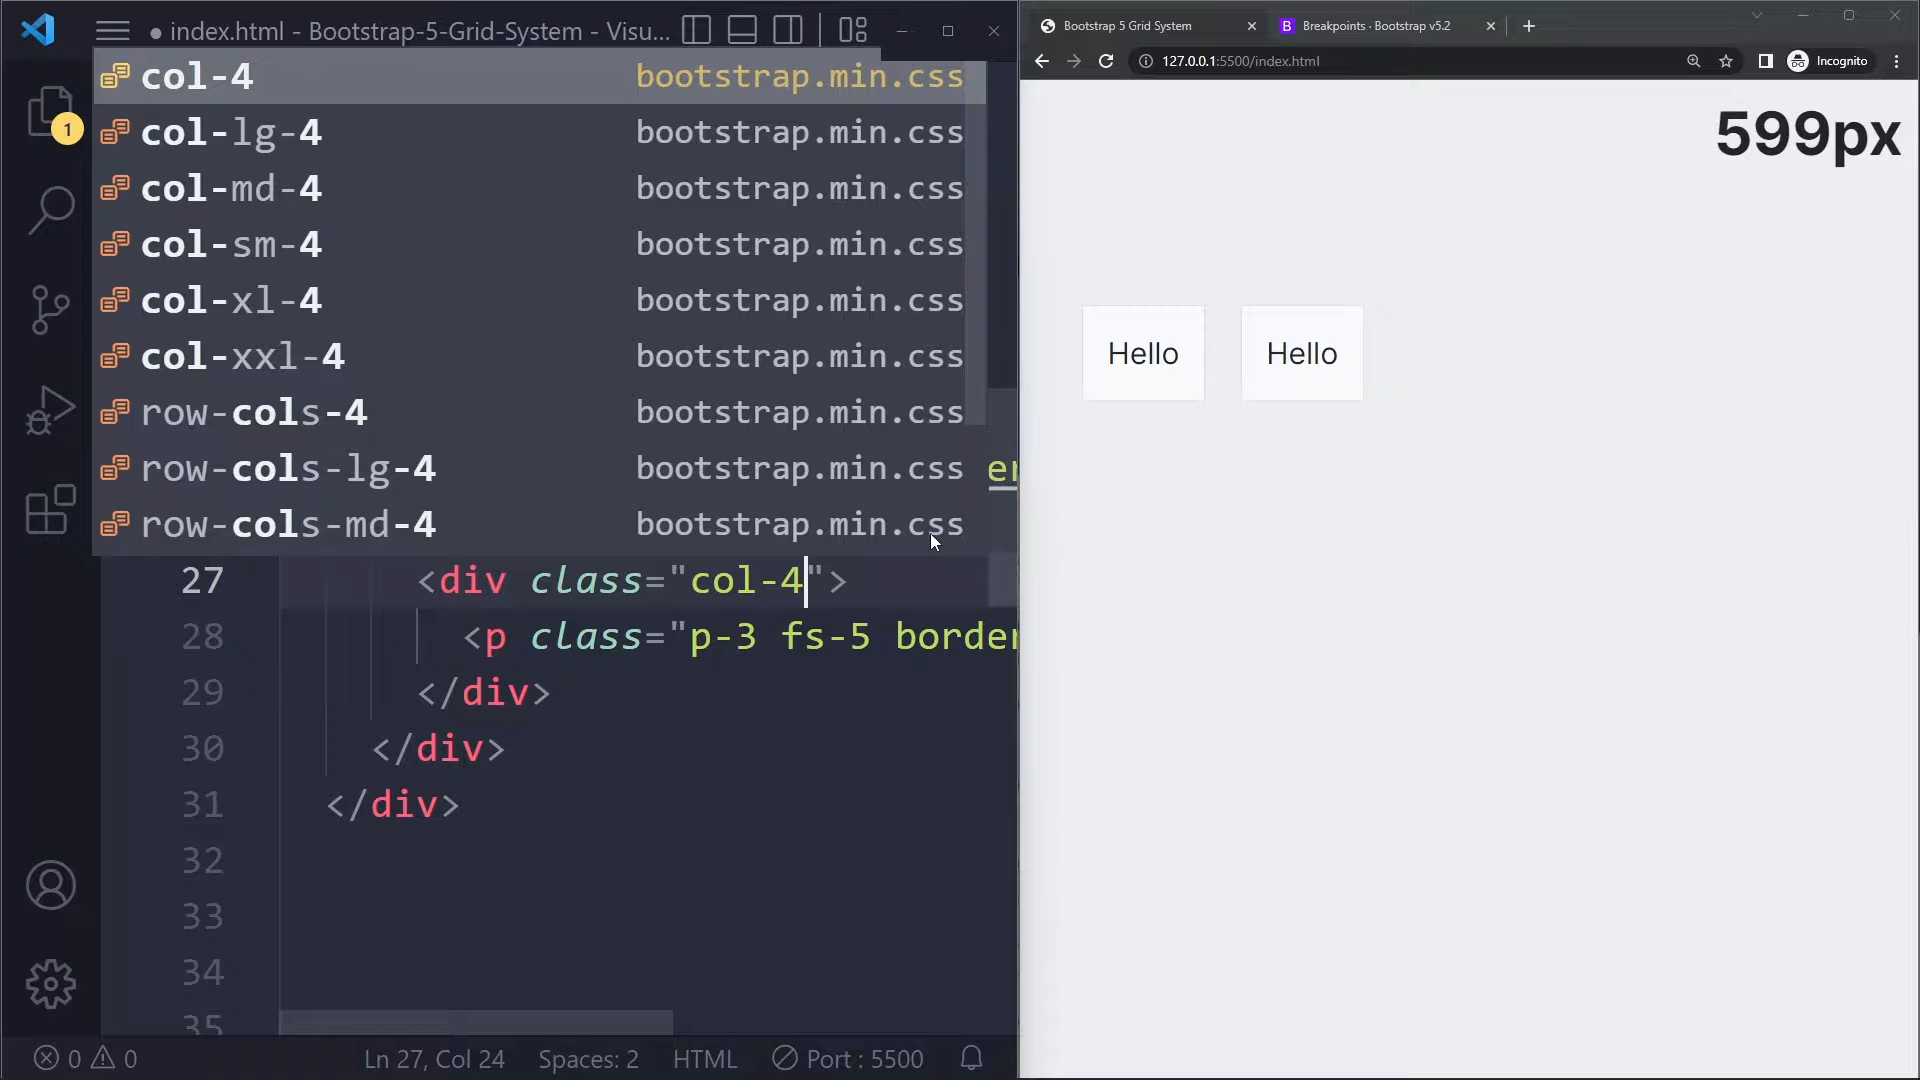 index.html - Bootstrap-5-Grid-System - Visu...
col-4 bootstrap.min.css
col-lg-4 bootstrap.min.css
col-md-4 bootstrap.min.css
col-sm-4 bootstrap.min.css
col-xl-4 bootstrap.min.css
col-xxl-4 bootstrap.min.css
row-cols-4 bootstrap.min.css
row-cols-lg-4 bootstrap.min.css er
row-cols-md-4 bootstrap.min.css
1
27 <div class="col-4">
28 <p class="p-3 fs-5 border
29 </div>
30 </div>
31 </div>
32
33
34
35
0 0 Ln 27, Col 24 Spaces: 2 HTML Port : 5500
Bootstrap 5 Grid System
Breakpoints · Bootstrap v5.2
127.0.0.1:5500/index.html
Incognito
599px
Hello Hello